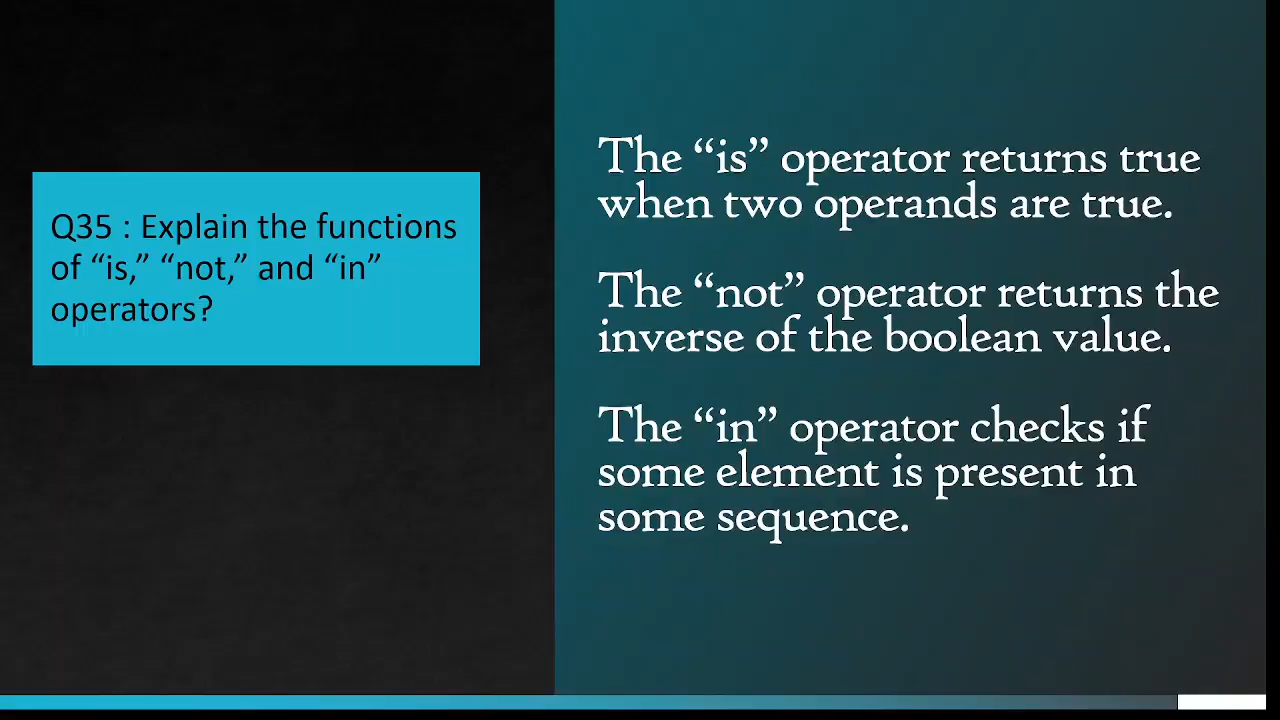 Q35 : Explain the functions
of “is,” “not,” and “in”
operators?
The “is” operator returns true
when two operands are true.
The “not” operator returns the
inverse of the boolean value.
The “in” operator checks if
some element is present in
some sequence.